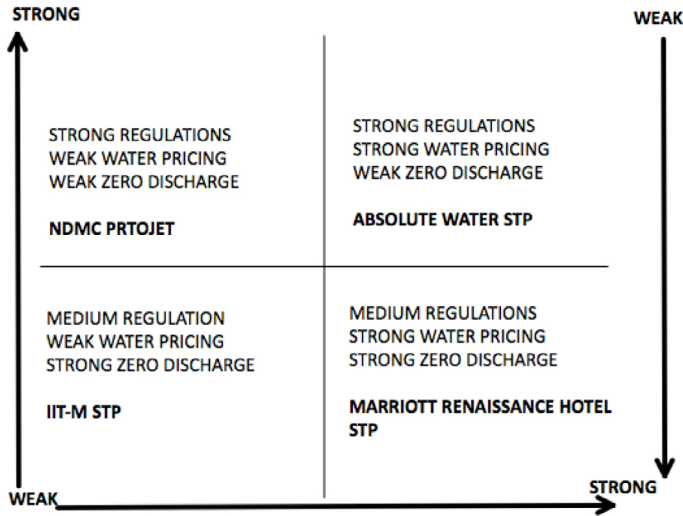 STRONG
WEAK
STRONG REGULATIONS
WEAK WATER PRICING
WEAK ZERO DISCHARGE
NDMC PRTOJET
STRONG REGULATIONS
STRONG WATER PRICING
WEAK ZERO DISCHARGE
ABSOLUTE WATER STP
MEDIUM REGULATION
WEAK WATER PRICING
STRONG ZERO DISCHARGE
IIT-M STP
MEDIUM REGULATIONS
STRONG WATER PRICING
STRONG ZERO DISCHARGE
MARRIOTT RENAISSANCE HOTEL
STP
WEAK
STRONG